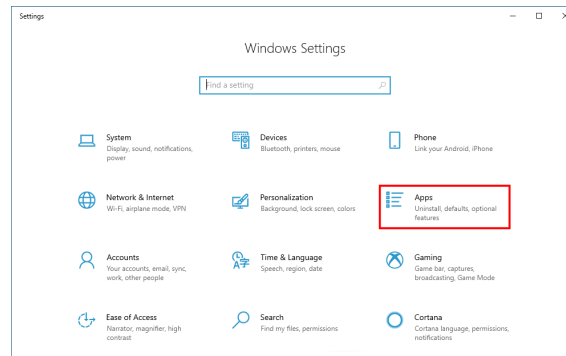 Settings
Windows Settings
Find a setting
System
Display, sound, notifications,
power
Devices
Bluetooth, printers, mouse
Phone
Link your Android, iPhone
Network & Internet
Wi-Fi, airplane mode, VPN
Personalization
Background, lock screen, colors
Apps
Uninstall, defaults, optional
features
Accounts
Your accounts, email, sync,
work, other people
Time & Language
Speech, region, date
Gaming
Game bar, captures,
broadcasting, Game Mode
Ease of Access
Narrator, magnifier, high
contrast
Search
Find my files, permissions
Cortana
Cortana language, permissions,
notifications